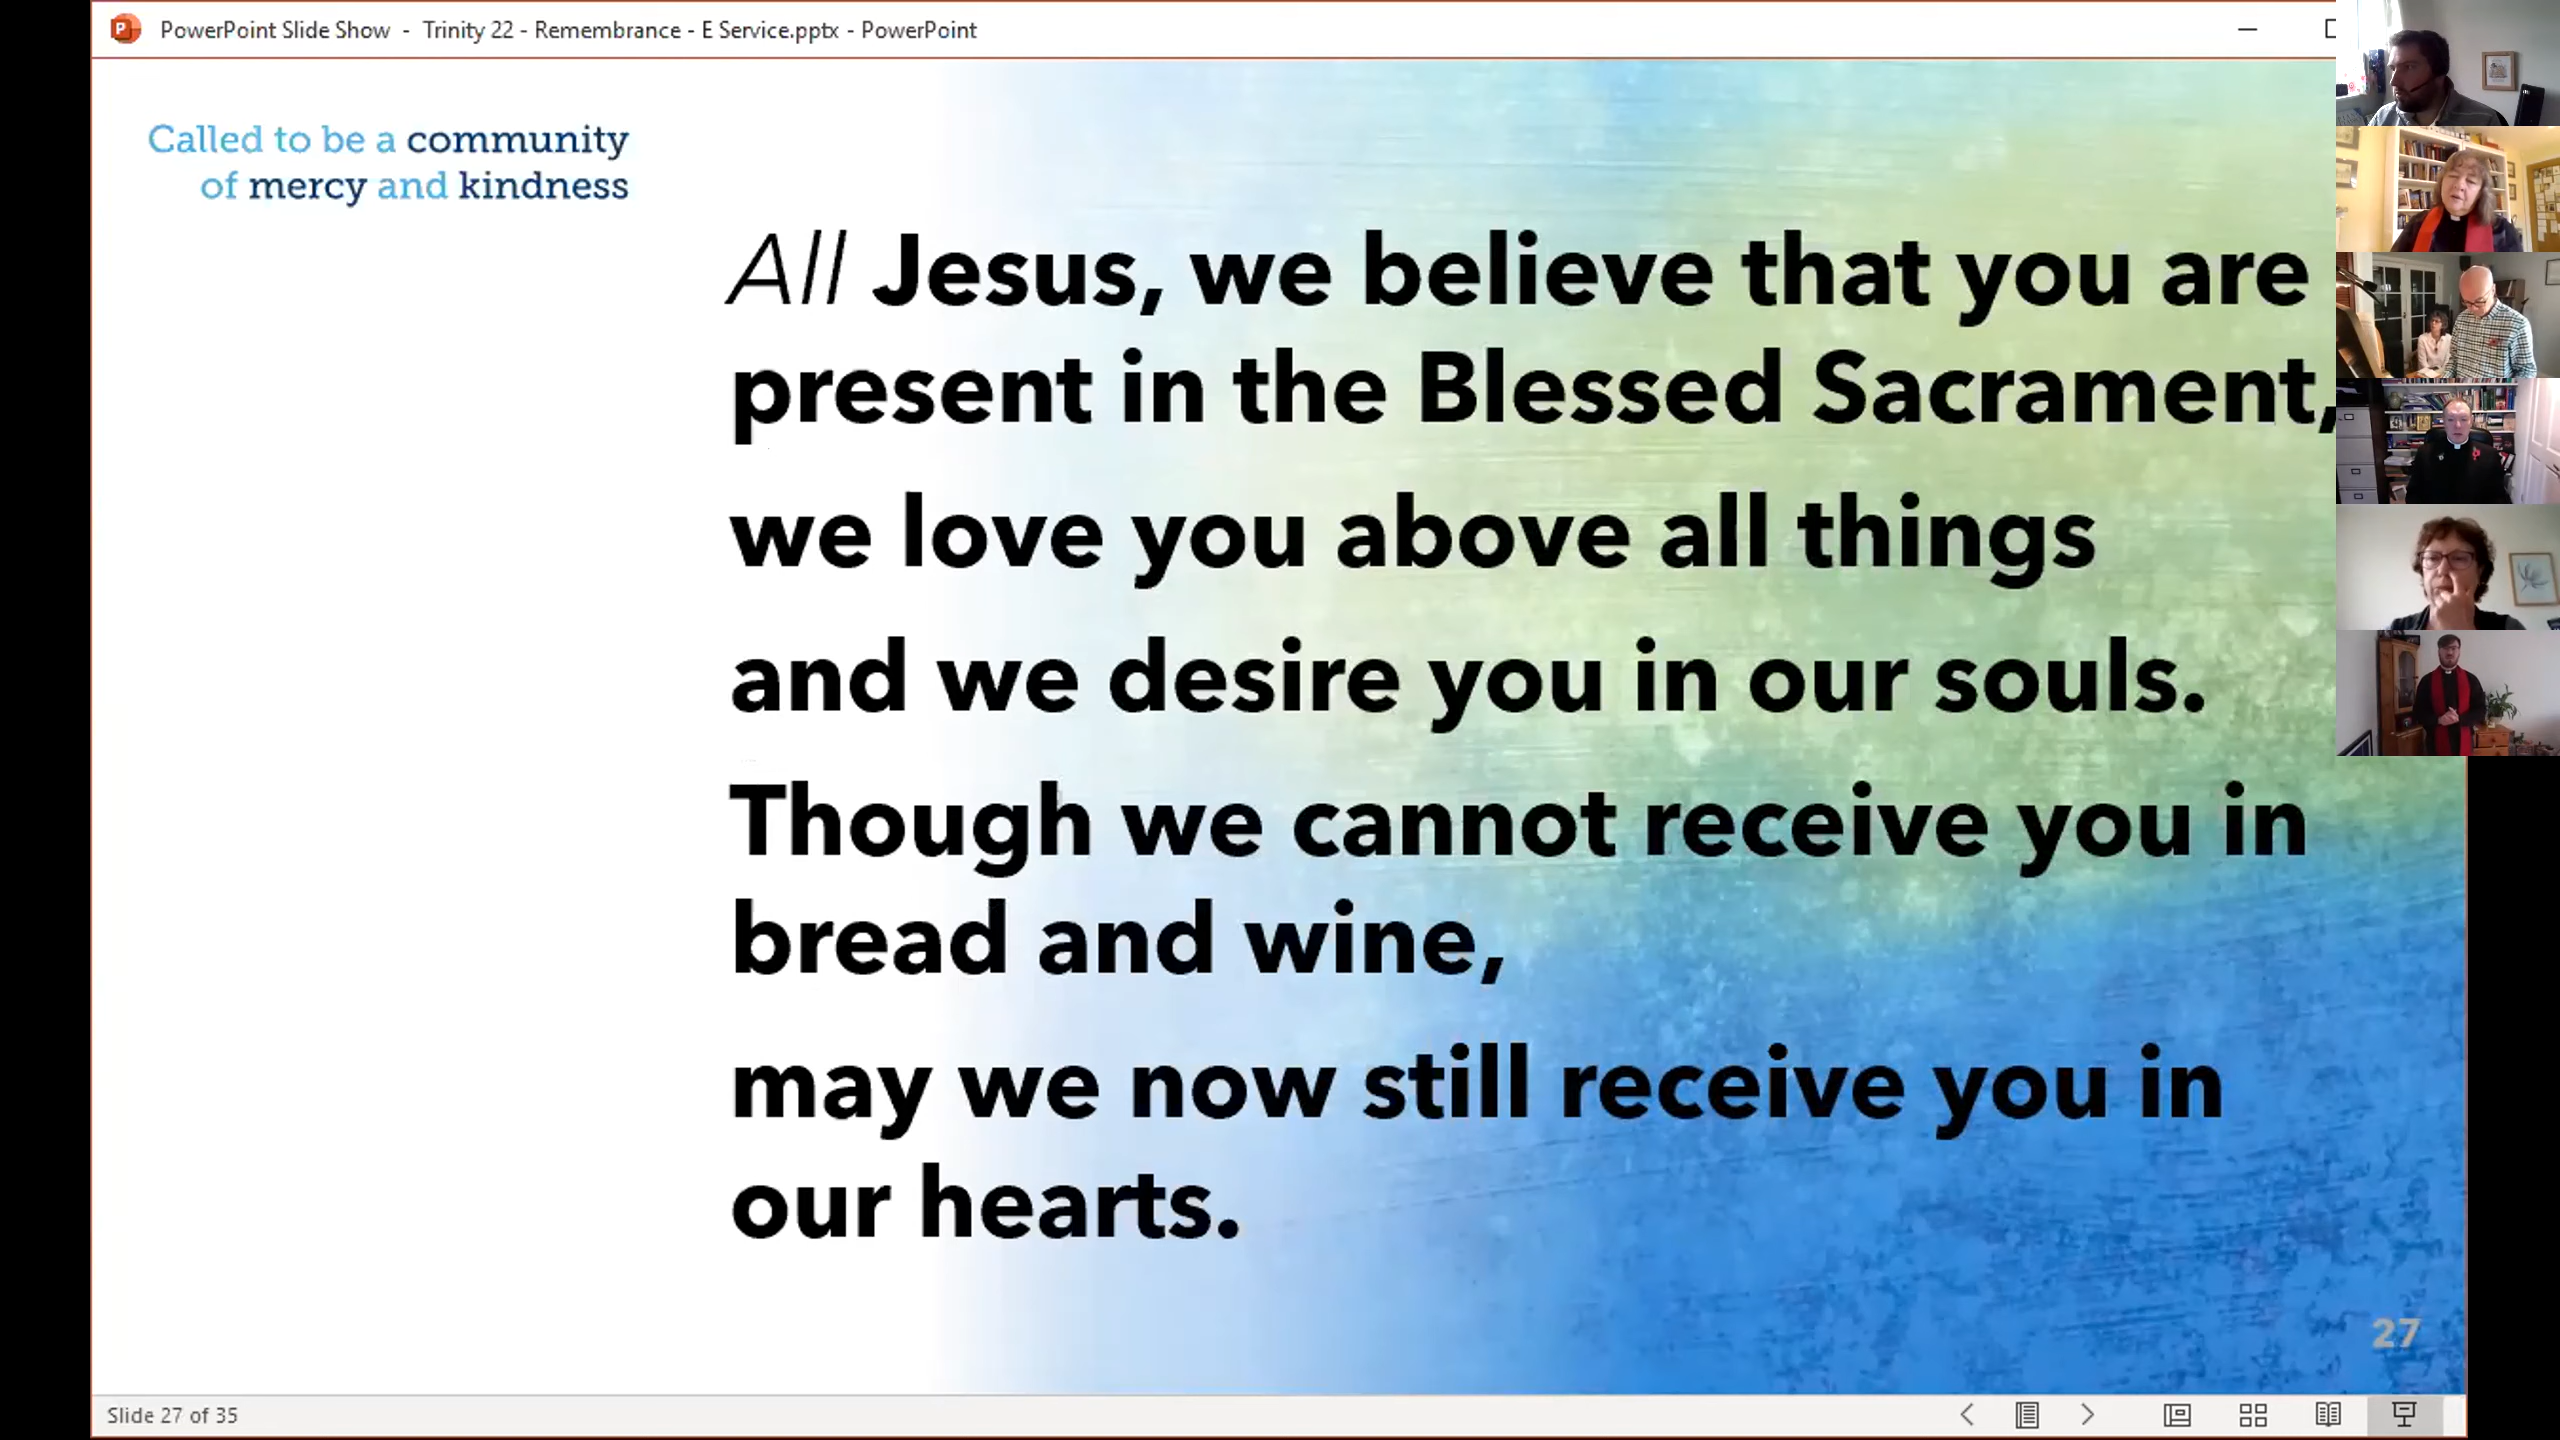 PowerPoint Slide Show - Trinity 22 - Remembrance - E Service.pptx - PowerPoint
Called to be a community
of mercy and kindness
All Jesus, we believe that you are
present in the Blessed Sacrament,
we love you above all things
and we desire you in our souls.
Though we cannot receive you in
bread and wine,
may we now still receive you in
our hearts.
27
Slide 27 of 35